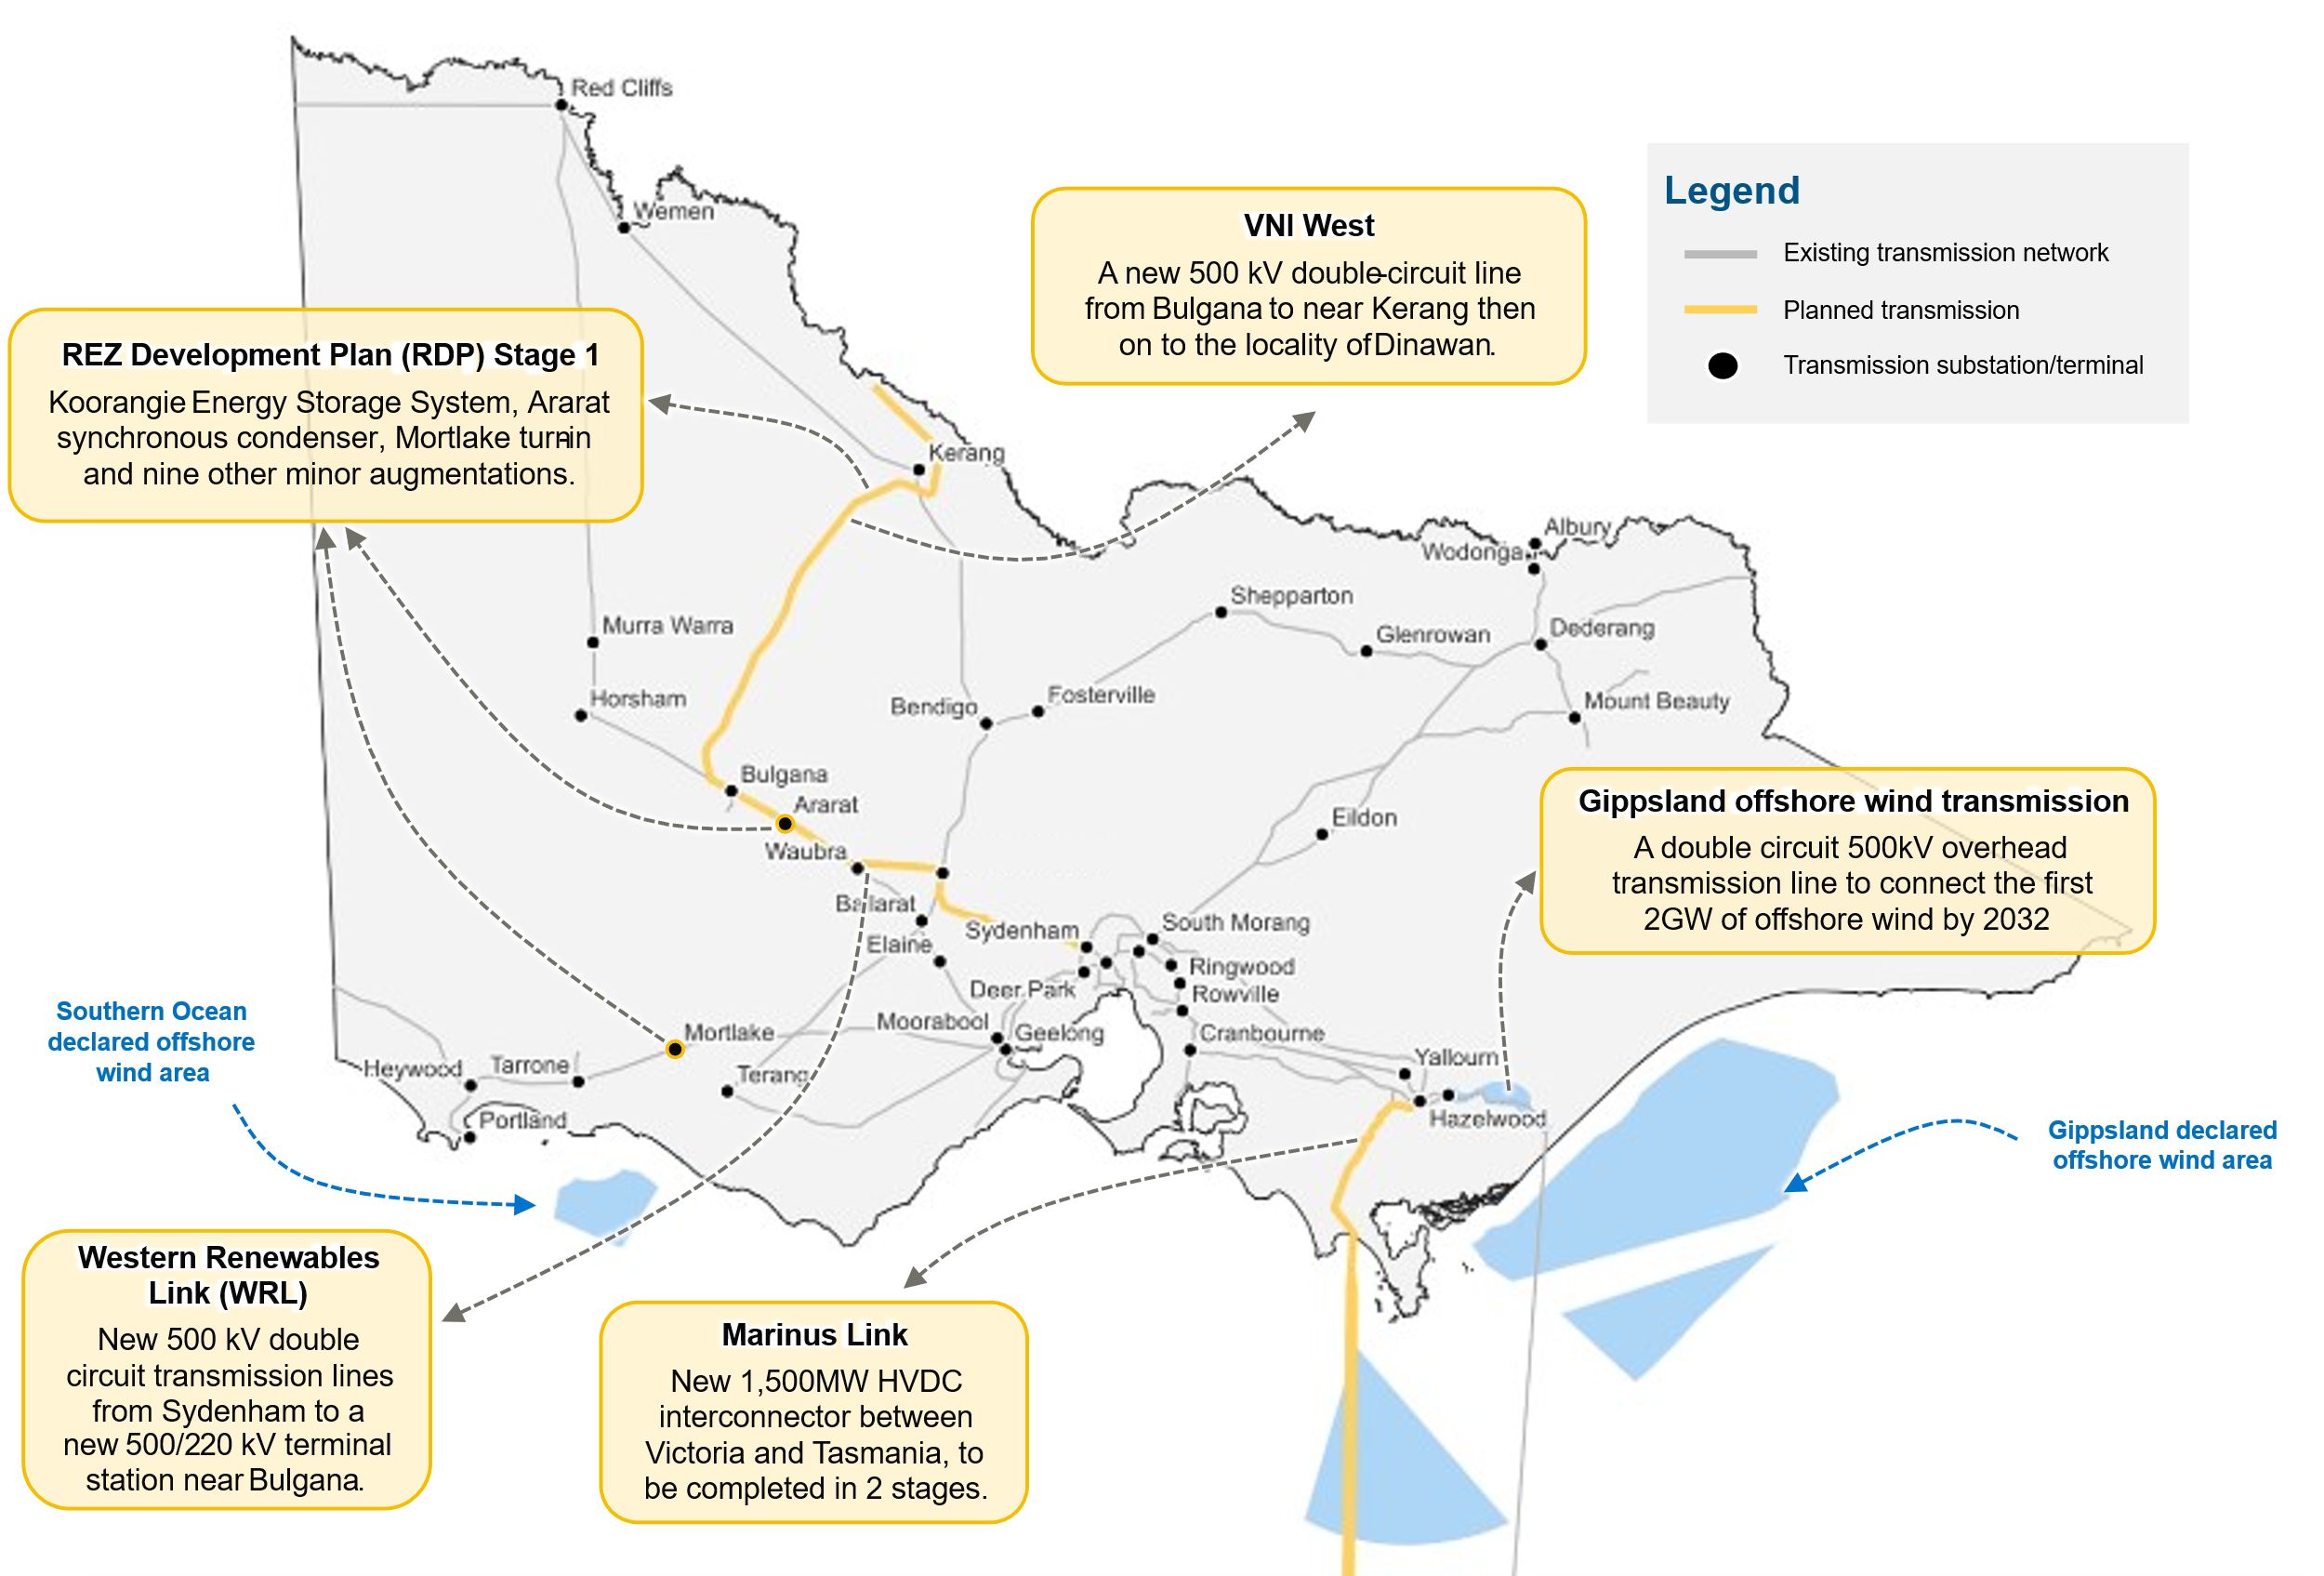 Red Cliffs
Wemen
VNI West
A new 500 kV double-circuit line
from Bulgana to near Kerang then
on to the locality of Dinawan.
Legend
Existing transmission network
Planned transmission
Transmission substation/terminal
REZ Development Plan (RDP) Stage 1
Koorangie Energy Storage System, Ararat
synchronous condenser, Mortlake turn-in
and nine other minor augmentations.
Kerang
Albury
Wodonga
Shepparton
Glenrowan
Dederang
Murra Warra
Horsham
Bendigo
Fosterville
Mount Beauty
Bulgana
Ararat
Waubra
Eildon
Gippsland offshore wind transmission
A double circuit 500kV overhead
transmission line to connect the first
2GW of offshore wind by 2032
Ballarat
Elaine
Sydenham
South Morang
Ringwood
Rowville
Deer Park
Moorabool
Geelong
Cranbourne
Yallourn
Hazelwood
Mortlake
Terang
Heywood
Tarrone
Portland
Southern Ocean
declared offshore
wind area
Gippsland declared
offshore wind area
Western Renewables
Link (WRL)
New 500 kV double
circuit transmission lines
from Sydenham to a
new 500/220 kV terminal
station near Bulgana.
Marinus Link
New 1,500MW HVDC
interconnector between
Victoria and Tasmania, to
be completed in 2 stages.